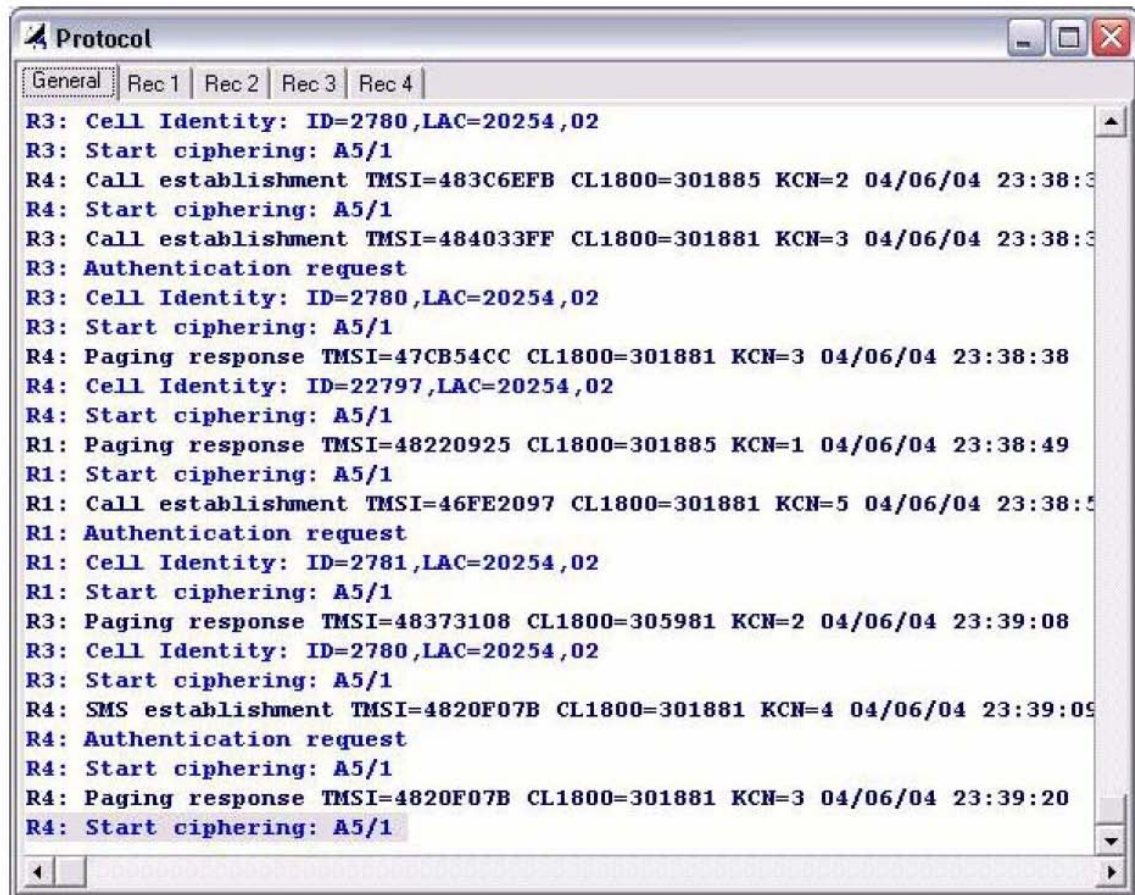 Protocol
General Rec 1 Rec 2 Rec 3 Rec 4
R3: Cell Identity: ID=2780,LAC=20254,02
R3: Start ciphering: A5/1
R4: Call establishment TMSI=483C6EFB CL1800=301885 KCN=2 04/06/04 23:38:3
R4: Start ciphering: A5/1
R3: Call establishment TMSI=484033FF CL1800=301881 KCN=3 04/06/04 23:38:3
R3: Authentication request
R3: Cell Identity: ID=2780,LAC=20254,02
R3: Start ciphering: A5/1
R4: Paging response TMSI=47CB54CC CL1800=301881 KCN=3 04/06/04 23:38:38
R4: Cell Identity: ID=22797,LAC=20254,02
R4: Start ciphering: A5/1
R1: Paging response TMSI=48220925 CL1800=301885 KCN=1 04/06/04 23:38:49
R1: Start ciphering: A5/1
R1: Call establishment TMSI=46FE2097 CL1800=301881 KCN=5 04/06/04 23:38:5
R1: Authentication request
R1: Cell Identity: ID=2781,LAC=20254,02
R1: Start ciphering: A5/1
R3: Paging response TMSI=48373108 CL1800=305981 KCN=2 04/06/04 23:39:08
R3: Cell Identity: ID=2780,LAC=20254,02
R3: Start ciphering: A5/1
R4: SMS establishment TMSI=4820F07B CL1800=301881 KCN=4 04/06/04 23:39:09
R4: Authentication request
R4: Start ciphering: A5/1
R4: Paging response TMSI=4820F07B CL1800=301881 KCN=3 04/06/04 23:39:20
R4: Start ciphering: A5/1